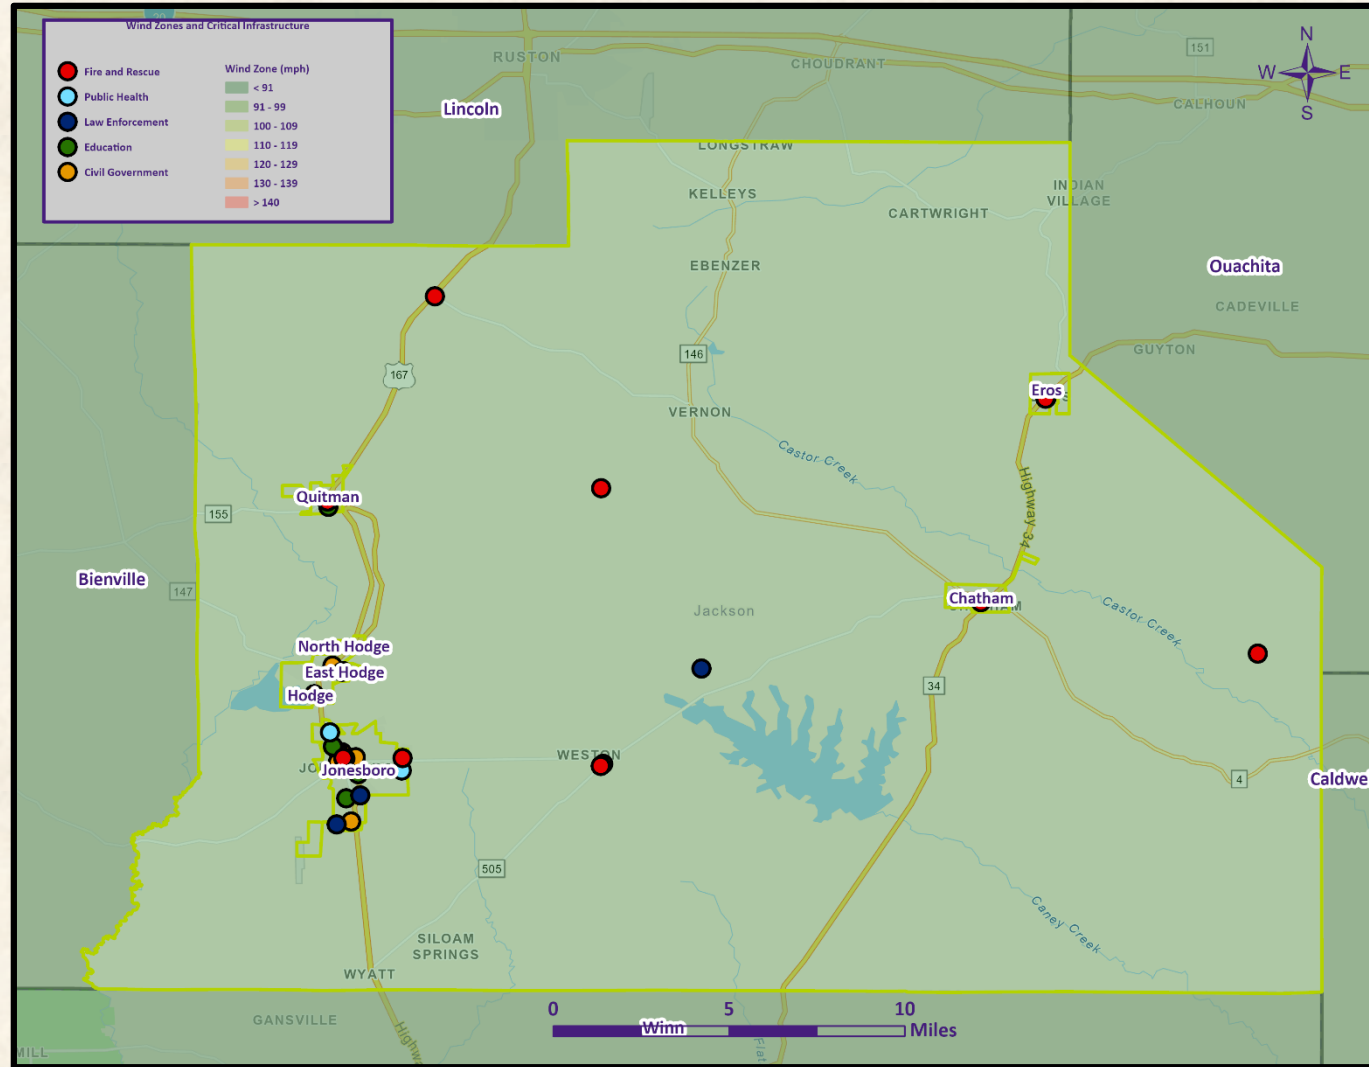 Wind Zones and Critical Infrastructure
Fire and Rescue
Public Health
Law Enforcement
Education
Civil Government
Wind Zone (mph)
< 91
91 - 99
100 - 109
110 - 119
120 - 129
130 - 139
> 140
20
RUSTON
CHOUDRANT
151
CALHOUN
N
W
E
S
Lincoln
LONGSTRAW
KELLEYS
CARTWRIGHT
INDIAN
VILLAGE
EBENZER
Ouachita
CADEVILLE
GUYTON
146
167
VERNON
Eros
Castor Creek
Highway 34
Quitman
155
Bienville
147
Jackson
Chatham
Castor Creek
North Hodge
East Hodge
Hodge
34
WESTON
Jonesboro
4
Caldwe
505
SILOAM
SPRINGS
WYATT
Caney Creek
GANSVILLE
0
5
10
Miles
Winn
MILL
Highwa
Flat